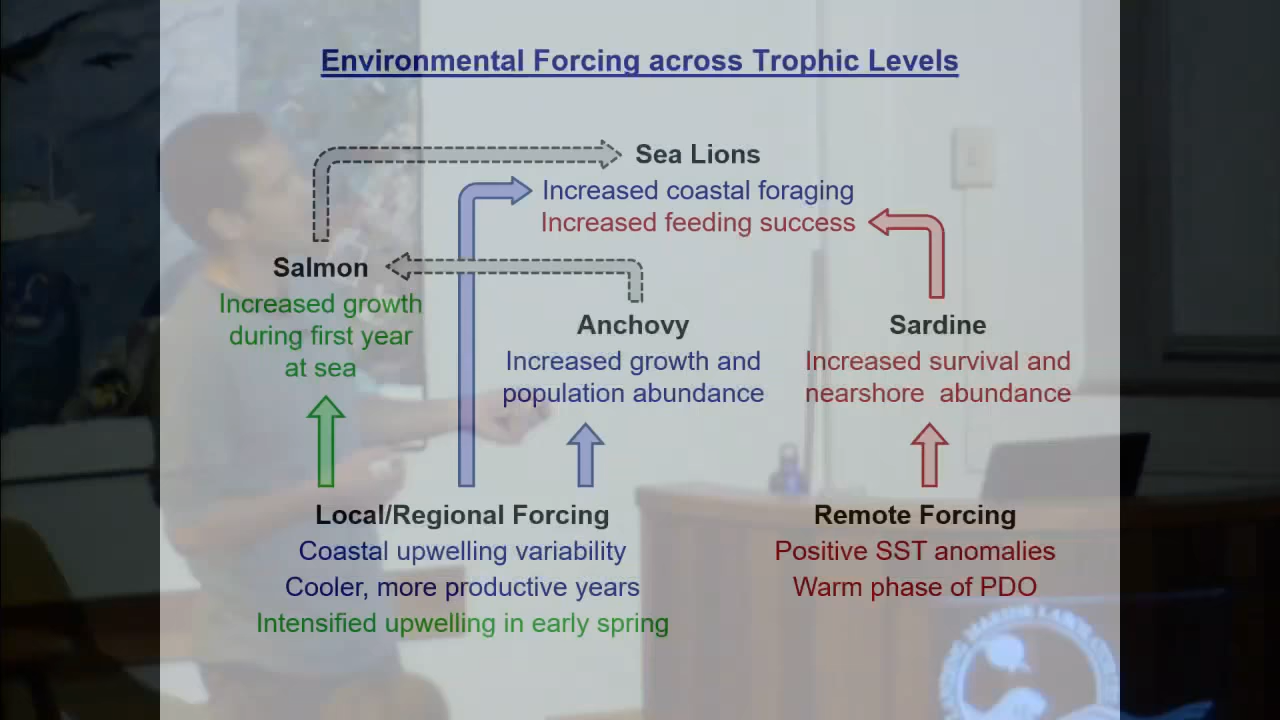 Environmental Forcing across Trophic Levels
Sea Lions
Increased coastal foraging
Increased feeding success
Salmon
Increased growth
during first year
at sea
Anchovy
Increased growth and
population abundance
Sardine
Increased survival and
nearshore abundance
Local/Regional Forcing
Coastal upwelling variability
Cooler, more productive years
Intensified upwelling in early spring
Remote Forcing
Positive SST anomalies
Warm phase of PDO
MARINE LAB